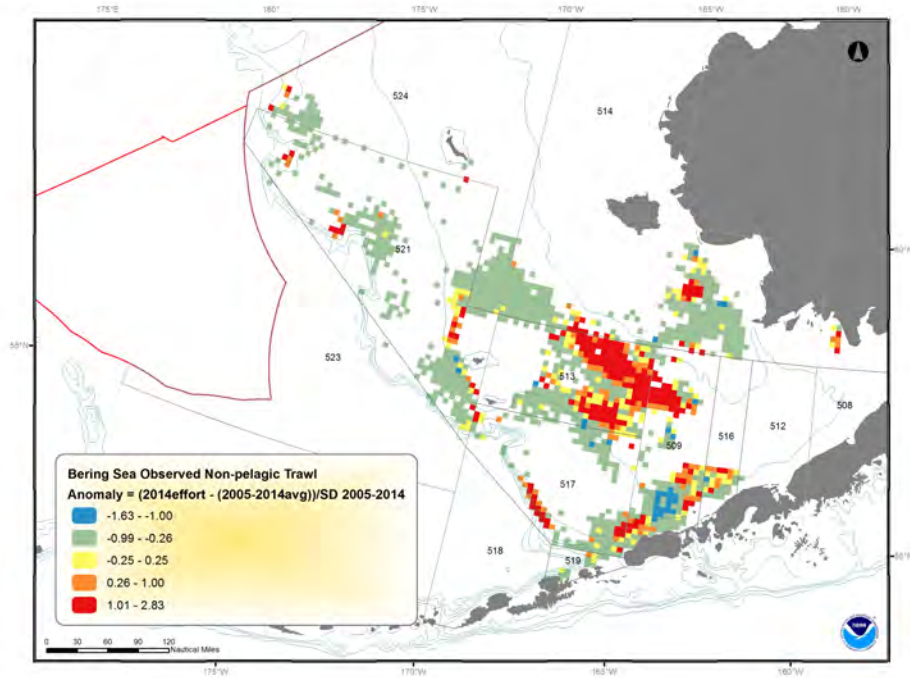 175°E 180° 175°W 170°W 165°W 160°W
524
514
521
60°N
55°N
523
513
508
512
516
509
517
Bering Sea Observed Non-pelagic Trawl
Anomaly = (2014effort - (2005-2014avg))/SD 2005-2014
-1.63 - -1.00
-0.99 - -0.26
-0.25 - 0.25
0.26 - 1.00
1.01 - 2.83
518
519
0 30 60 90 120
Nautical Miles
NOAA
175°W 170°W 165°W 160°W